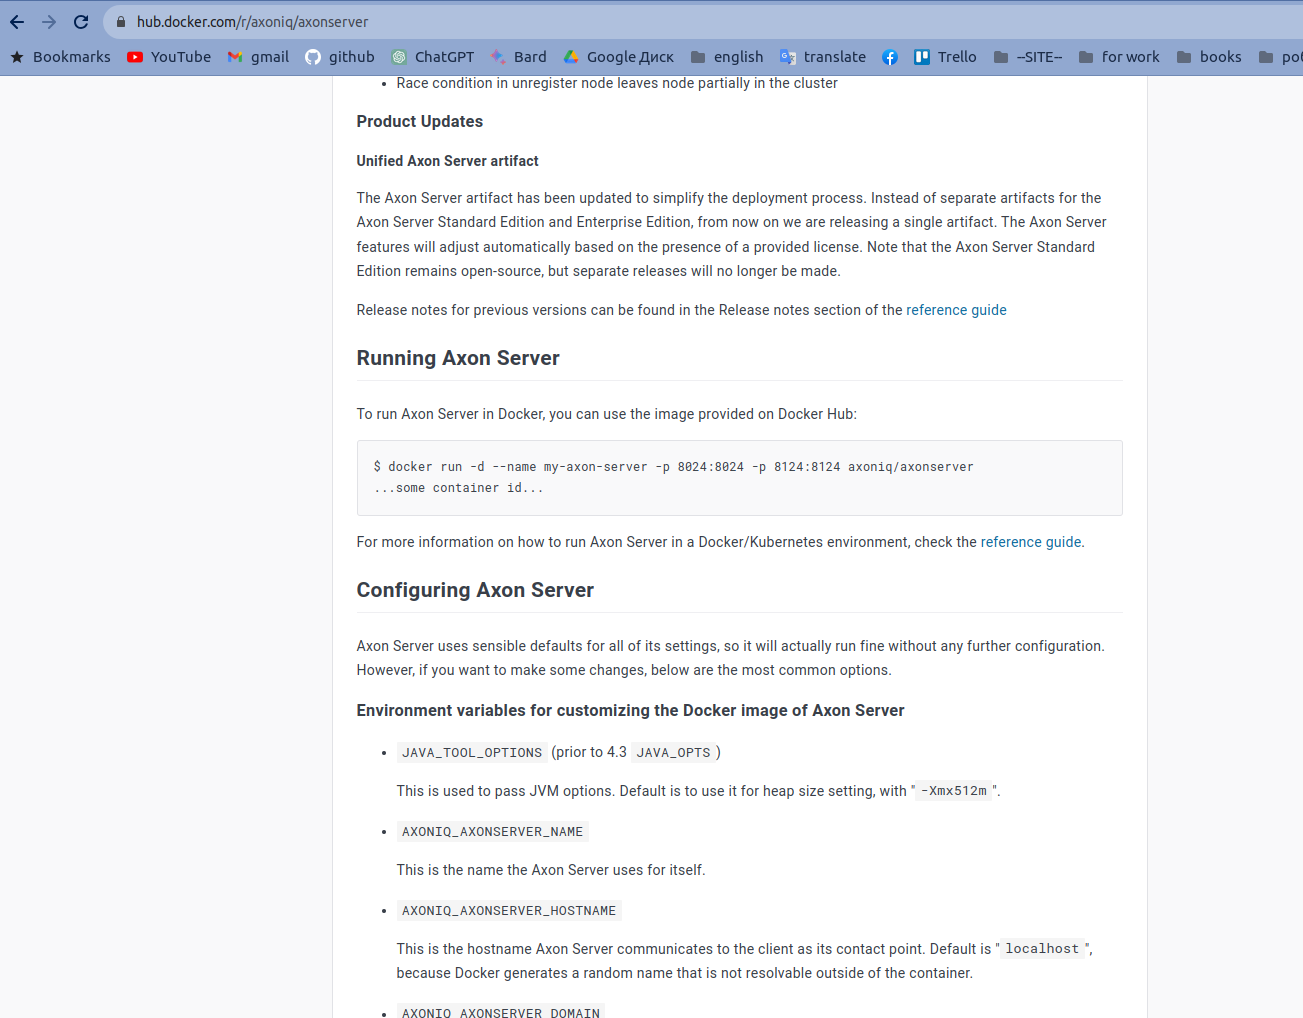 hub.docker.com/r/axoniq/axonserver
Bookmarks YouTube gmail github ChatGPT Bard Google Диск english translate Trello --SITE-- for work books
• Race condition in unregister node leaves node partially in the cluster
Product Updates
Unified Axon Server artifact
The Axon Server artifact has been updated to simplify the deployment process. Instead of separate artifacts for the
Axon Server Standard Edition and Enterprise Edition, from now on we are releasing a single artifact. The Axon Server
features will adjust automatically based on the presence of a provided license. Note that the Axon Server Standard
Edition remains open-source, but separate releases will no longer be made.
Release notes for previous versions can be found in the Release notes section of the reference guide
Running Axon Server
To run Axon Server in Docker, you can use the image provided on Docker Hub:
$ docker run -d --name my-axon-server -p 8024:8024 -p 8124:8124 axoniq/axonserver
...some container id...
For more information on how to run Axon Server in a Docker/Kubernetes environment, check the reference guide.
Configuring Axon Server
Axon Server uses sensible defaults for all of its settings, so it will actually run fine without any further configuration.
However, if you want to make some changes, below are the most common options.
Environment variables for customizing the Docker image of Axon Server
• JAVA_TOOL_OPTIONS (prior to 4.3 JAVA_OPTS )
This is used to pass JVM options. Default is to use it for heap size setting, with " -Xmx512m ".
• AXONIQ_AXONSERVER_NAME
This is the name the Axon Server uses for itself.
• AXONIQ_AXONSERVER_HOSTNAME
This is the hostname Axon Server communicates to the client as its contact point. Default is " localhost ",
because Docker generates a random name that is not resolvable outside of the container.
• AXONIQ_AXONSERVER_DOMAIN